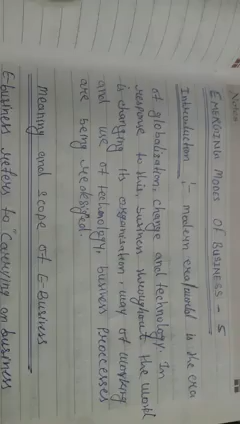 Notes
EMERGING MODES OF BUSINESS - 5
Introduction :- modern era/world is the era
of globalization, change and technology. In
response to this, business throughout the world
is changing its organisation, way of working
and use of technology, business processes
are being redesigned
Meaning and scope of E-Business
E-business refers to "Carrying on business